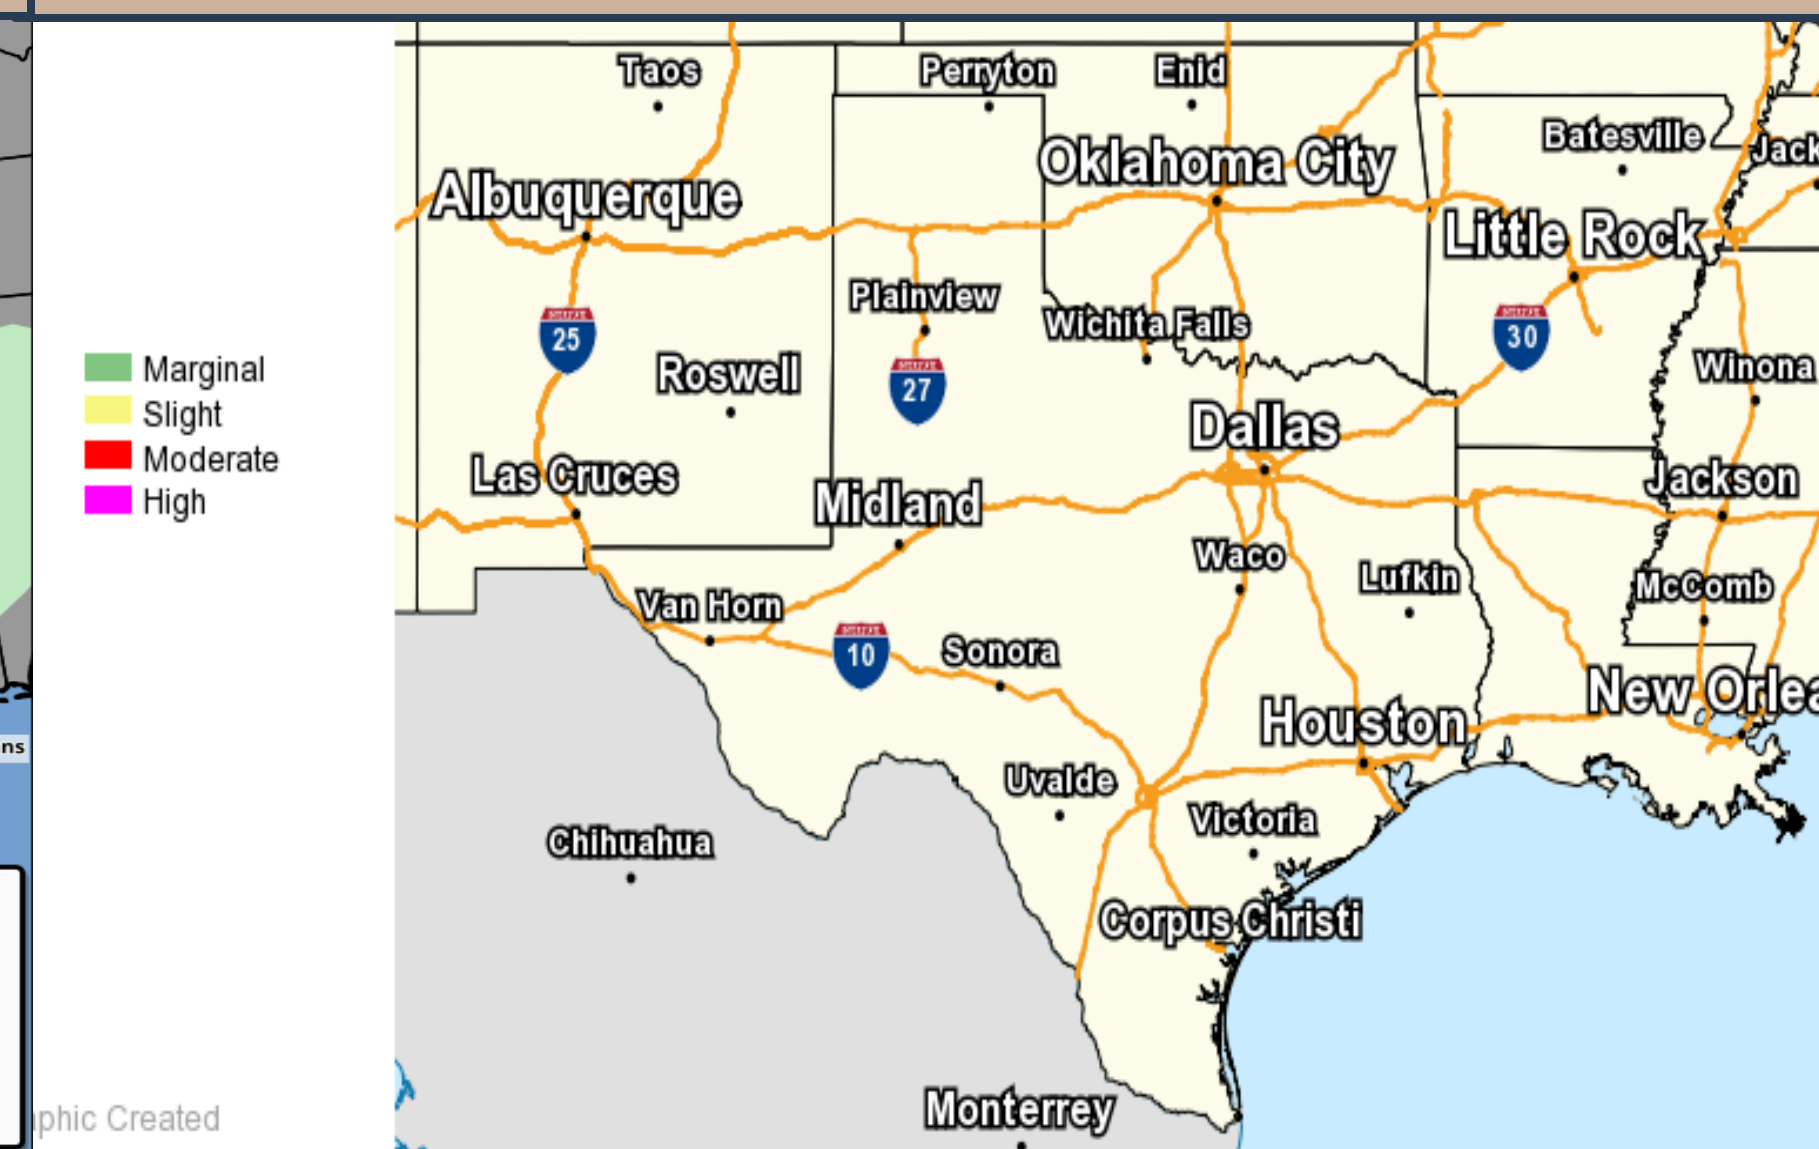 Taos
Perryton
Enid
Batesville
Oklahoma City
Albuquerque
Little Rock
Plainview
Wichita Falls
25
30
27
Roswell
Winona
Marginal
Slight
Moderate
High
Dallas
Las Cruces
Midland
Jackson
Waco
Lufkin
McComb
Van Horn
10
Sonora
New Orlea
Houston
ns
Uvalde
Victoria
Chihuahua
Corpus Christi
Monterrey
aphic Created